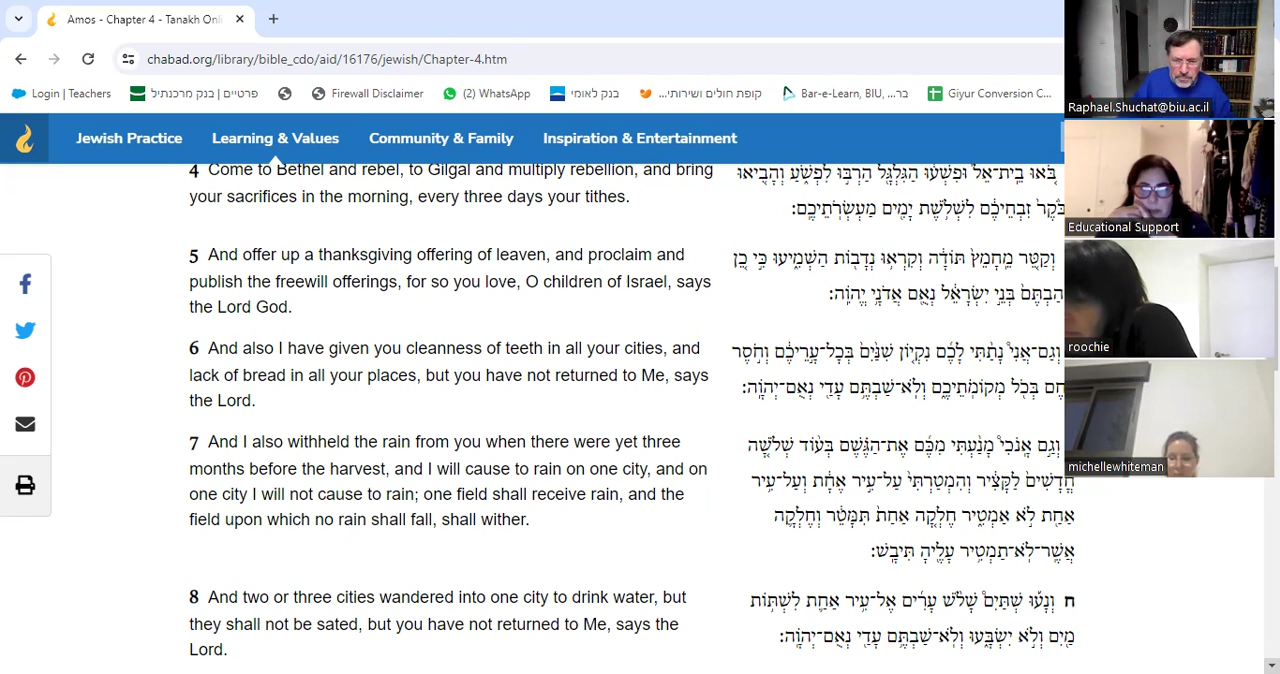 Amos - Chapter 4 - Tanakh Onl
chabad.org/library/bible_cdo/aid/16176/jewish/Chapter-4.htm
Login | Teachers
פרטיים | בנק מרכנתיל
Firewall Disclaimer
(2) WhatsApp
בנק לאומי
קופת חולים ושירותי...
Bar-e-Learn, BIU, ...בר
Giyur Conversion C...
Jewish Practice
Learning & Values
Community & Family
Inspiration & Entertainment
4 Come to Bethel and rebel, to Gilgal and multiply rebellion, and bring
your sacrifices in the morning, every three days your tithes.
בֹּ֚אוּ בֵֽית־אֵל֙ וּפִשְׁע֔וּ הַגִּלְגָּ֖ל הַרְבּ֣וּ לִפְשֹׁ֑עַ וְהָבִ֚יאוּ
בֹּ֙קֶר֙ זִבְחֵיכֶ֔ם לִשְׁל֥שֶׁת יָמִ֖ים מַעְשְׂרֹֽתֵיכֶֽם:
5 And offer up a thanksgiving offering of leaven, and proclaim and
publish the freewill offerings, for so you love, O children of Israel, says
the Lord God.
וְקַטֵּ֚ר מֵֽחָמֵץ֙ תּוֹדָ֔ה וְקִרְא֥וּ נְדָב֖וֹת הַשְׁמִ֑יעוּ כִּ֣י כֵ֚ן
הַבְתֶּם֙ בְּנֵ֣י יִשְׂרָאֵ֔ל נְאֻ֖ם אֲדֹנָ֥י יֱהֹוִֽה:
6 And also I have given you cleanness of teeth in all your cities, and
lack of bread in all your places, but you have not returned to Me, says
the Lord.
וְגַם־אֲנִי֩ נָתַ֨תִּי לָכֶ֜ם נִקְי֚וֹן שִׁנַּ֙יִם֙ בְּכָל־עָ֣רֵיכֶ֔ם וְחֹ֣סֶר
חֶם בְּכֹ֖ל מְקוֹמֹֽתֵיכֶ֑ם וְלֹֽא־שַׁבְתֶּ֥ם עָדַ֖י נְאֻם־יְהֹוָֽה:
7 And I also withheld the rain from you when there were yet three
months before the harvest, and I will cause to rain on one city, and on
one city I will not cause to rain; one field shall receive rain, and the
field upon which no rain shall fall, shall wither.
וְגַ֣ם אָֽנֹכִי֩ מָנַ֨עְתִּי מִכֶּ֜ם אֶת־הַגֶּ֗שֶׁם בְּע֨וֹד שְׁלֹשָׁ֚ה
חֳדָשִׁים֙ לַקָּצִ֔יר וְהִמְטַרְתִּי֙ עַל־עִ֣יר אֶחָ֔ת וְעַל־עִ֥יר
אַחַ֖ת לֹ֣א אַמְטִ֑יר חֶלְקָ֚ה אַחַת֙ תִּמָּטֵ֔ר וְחֶלְקָ֛ה
אֲשֶׁר־לֹֽא־תַמְטִ֥יר עָלֶ֖יהָ תִּיבָֽשׁ:
8 And two or three cities wandered into one city to drink water, but
they shall not be sated, but you have not returned to Me, says the
Lord.
ח וְנָע֡וּ שְׁתַּ֩יִם֩ שָׁלֹ֨שׁ עָרִ֜ים אֶל־עִ֥יר אַחַ֛ת לִשְׁתּ֥וֹת
מַ֖יִם וְלֹ֣א יִשְׂבָּ֑עוּ וְלֹֽא־שַׁבְתֶּ֥ם עָדַ֖י נְאֻם־יְהֹוָֽה:
Raphael.Shuchat@biu.ac.il
Educational Support
roochie
michellewhiteman